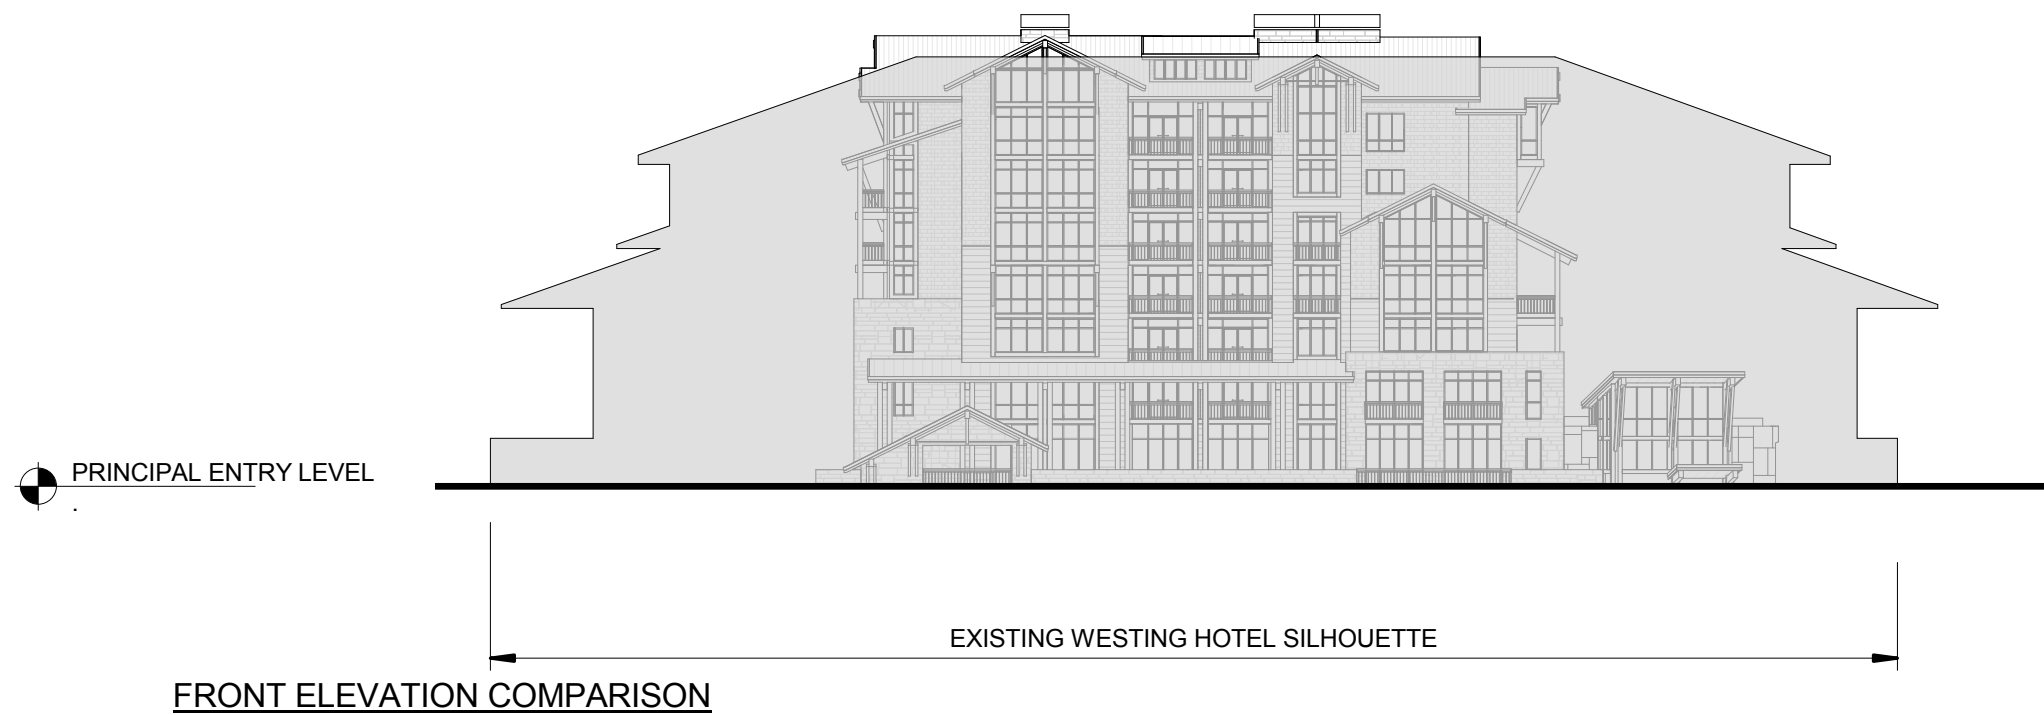 PRINCIPAL ENTRY LEVEL
.
EXISTING WESTING HOTEL SILHOUETTE
FRONT ELEVATION COMPARISON